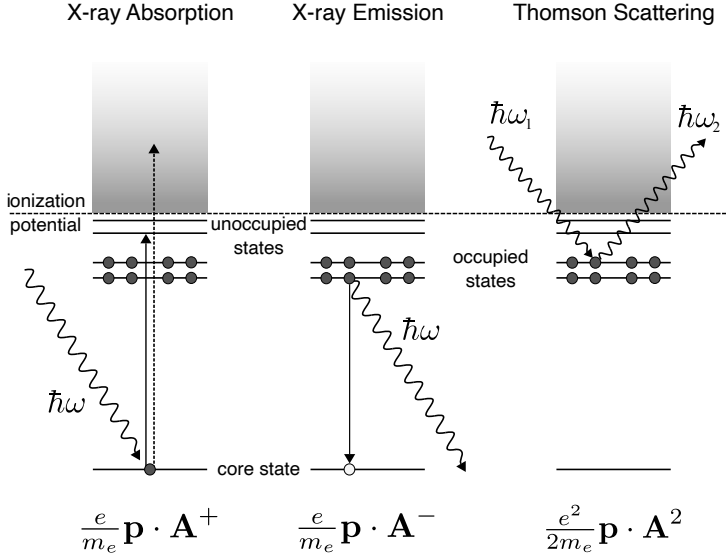 X-ray Absorption
X-ray Emission
Thomson Scattering
ħω₁
ħω₂
ionization
potential
unoccupied
states
occupied
states
ħω
ħω
core state
e/mₑ p · A⁺
e/mₑ p · A⁻
e²/2mₑ p · A²